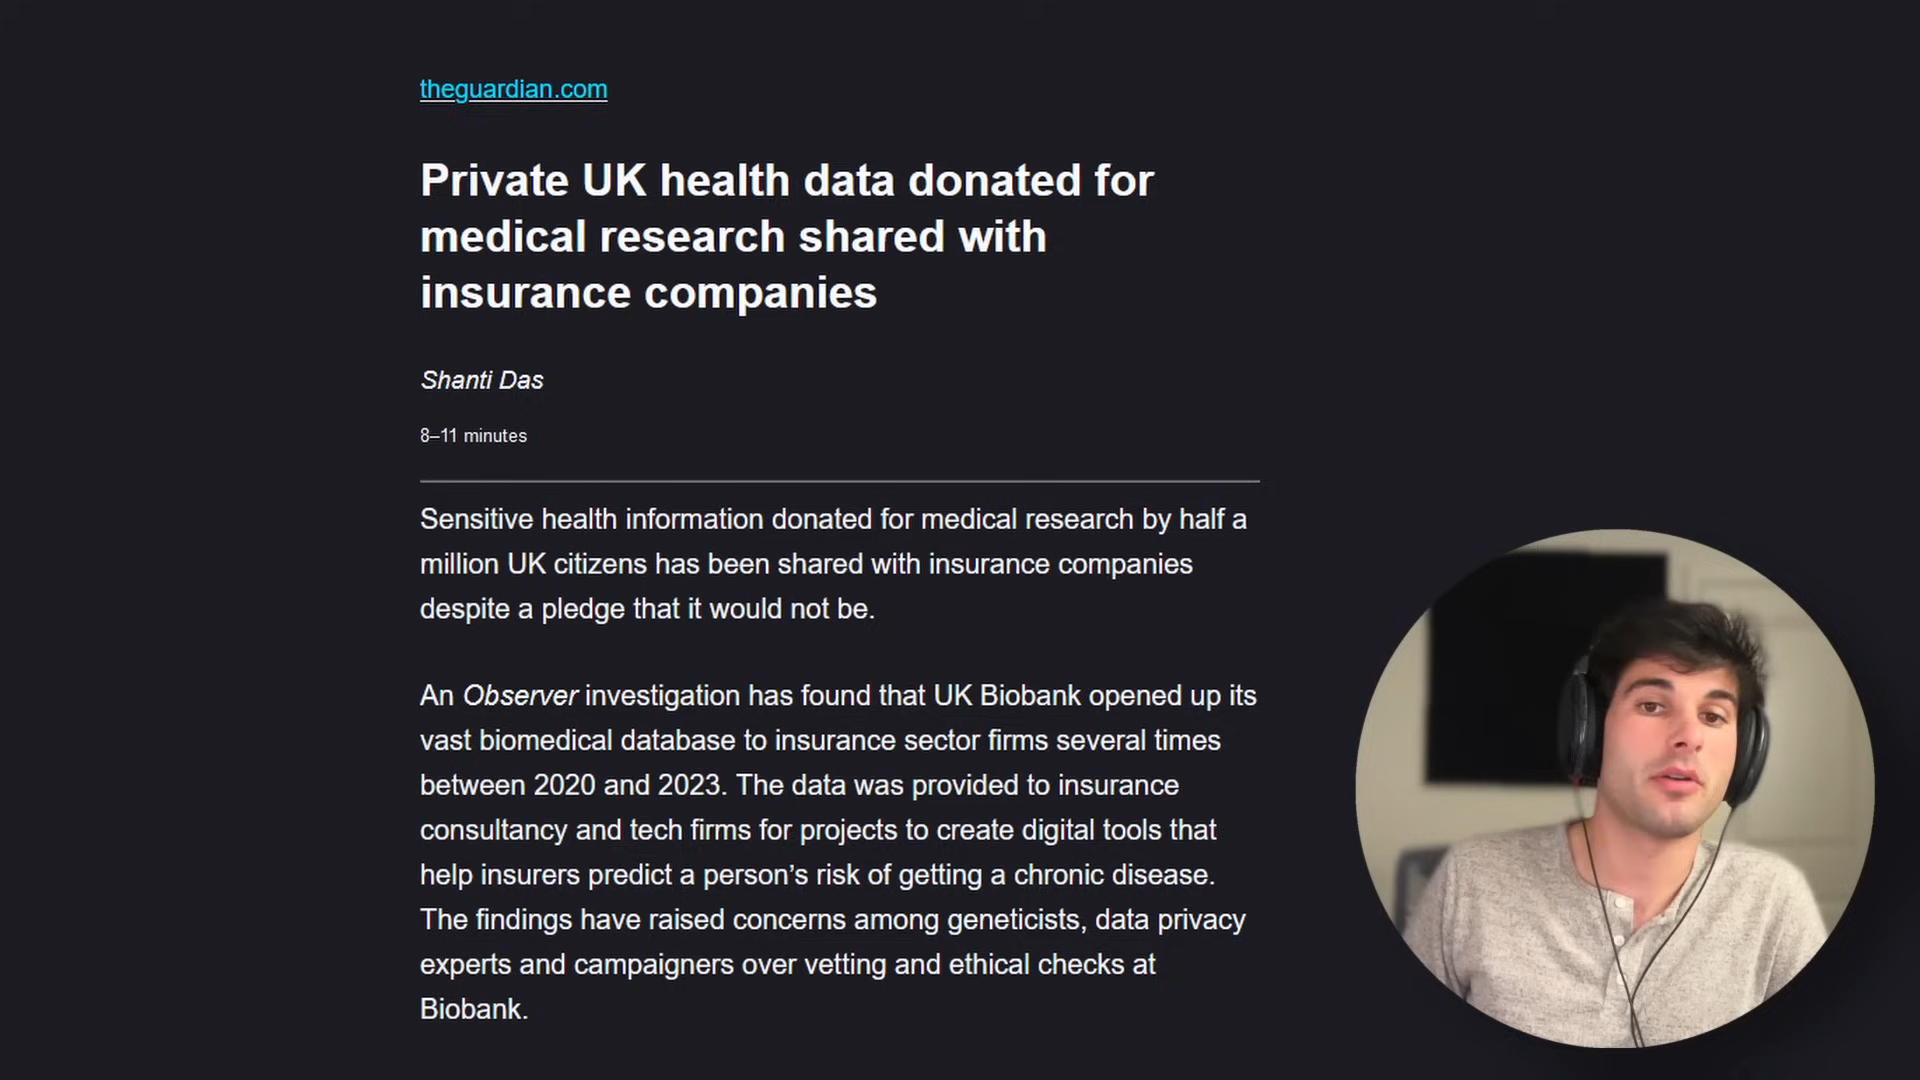 theguardian.com
Private UK health data donated for
medical research shared with
insurance companies
Shanti Das
8–11 minutes
Sensitive health information donated for medical research by half a
million UK citizens has been shared with insurance companies
despite a pledge that it would not be.
An Observer investigation has found that UK Biobank opened up its
vast biomedical database to insurance sector firms several times
between 2020 and 2023. The data was provided to insurance
consultancy and tech firms for projects to create digital tools that
help insurers predict a person’s risk of getting a chronic disease.
The findings have raised concerns among geneticists, data privacy
experts and campaigners over vetting and ethical checks at
Biobank.